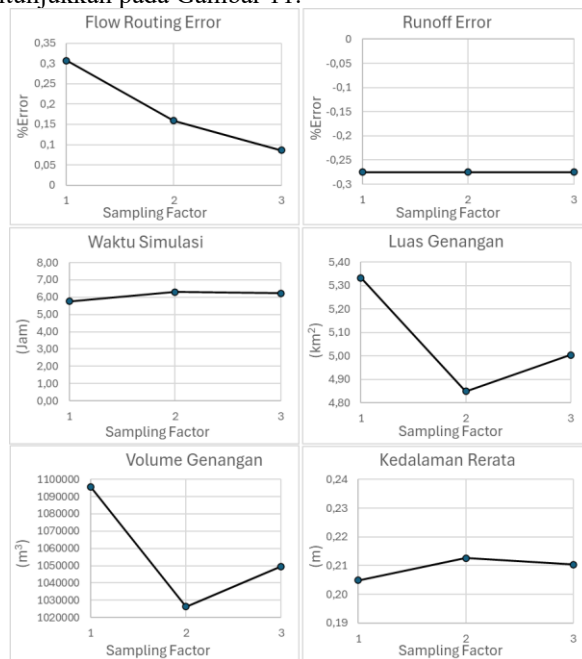 itunjukkan pada Gambar 11.
Flow Routing Error
0,35
0,3
0,25
0,2
0,15
0,1
0,05
0
%Error
1 2 3
Sampling Factor
Runoff Error
0
-0,05
-0,1
-0,15
-0,2
-0,25
-0,3
%Error
1 2 3
Sampling Factor
Waktu Simulasi
8,00
7,00
6,00
5,00
4,00
3,00
2,00
1,00
0,00
(Jam)
1 2 3
Sampling Factor
Luas Genangan
5,40
5,30
5,20
5,10
5,00
4,90
4,80
(km²)
1 2 3
Sampling Factor
Volume Genangan
1100000
1090000
1080000
1070000
1060000
1050000
1040000
1030000
1020000
(m³)
1 2 3
Sampling Factor
Kedalaman Rerata
0,24
0,23
0,22
0,21
0,20
0,19
(m)
1 2 3
Sampling Factor